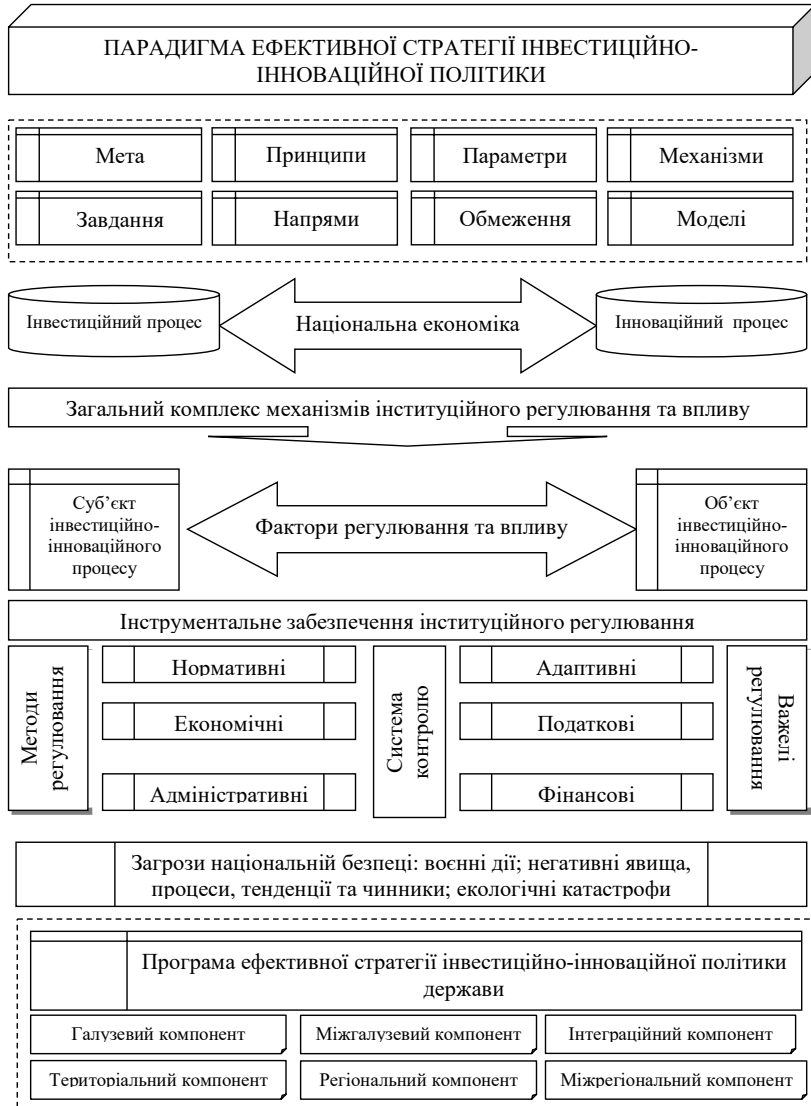 ПАРАДИГМА ЕФЕКТИВНОЇ СТРАТЕГІЇ ІНВЕСТИЦІЙНО-
ІННОВАЦІЙНОЇ ПОЛІТИКИ
Мета
Принципи
Параметри
Механізми
Завдання
Напрями
Обмеження
Моделі
Інвестиційний процес
Національна економіка
Інноваційний процес
Загальний комплекс механізмів інституційного регулювання та впливу
Суб’єкт
інвестиційно-
інноваційного
процесу
Фактори регулювання та впливу
Об’єкт
інвестиційно-
інноваційного
процесу
Інструментальне забезпечення інституційного регулювання
Методи
регулювання
Нормативні
Економічні
Адміністративні
Система
контролю
Адаптивні
Податкові
Фінансові
Важелі
регулювання
Загрози національній безпеці: воєнні дії; негативні явища,
процеси, тенденції та чинники; екологічні катастрофи
Програма ефективної стратегії інвестиційно-інноваційної політики
держави
Галузевий компонент
Міжгалузевий компонент
Інтеграційний компонент
Територіальний компонент
Регіональний компонент
Міжрегіональний компонент